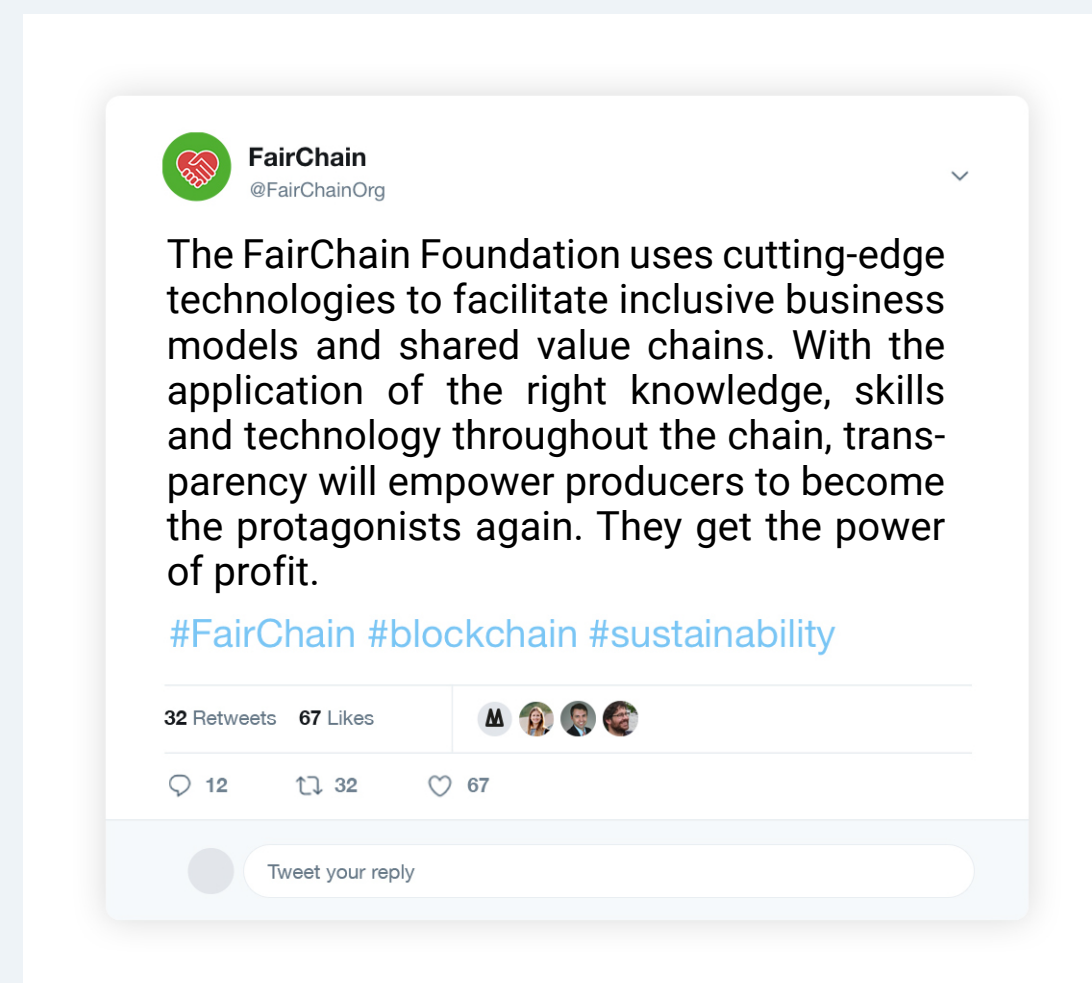 FairChain
@FairChainOrg
The FairChain Foundation uses cutting-edge
technologies to facilitate inclusive business
models and shared value chains. With the
application of the right knowledge, skills
and technology throughout the chain, trans-
parency will empower producers to become
the protagonists again. They get the power
of profit.
#FairChain #blockchain #sustainability
32 Retweets 67 Likes
12 32 67
Tweet your reply